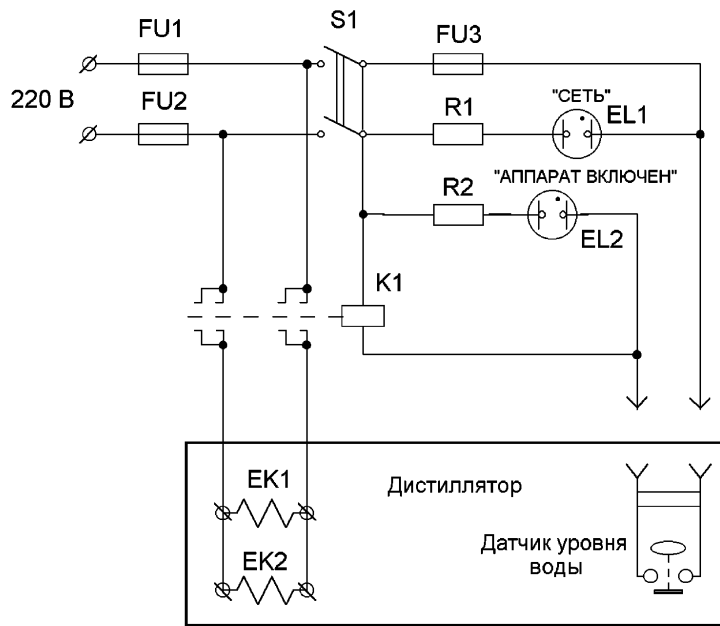 S1
FU1
FU3
220 В
FU2
"СЕТЬ"
R1
EL1
"АППАРАТ ВКЛЮЧЕН"
R2
EL2
K1
EK1
Дистиллятор
EK2
Датчик уровня
воды